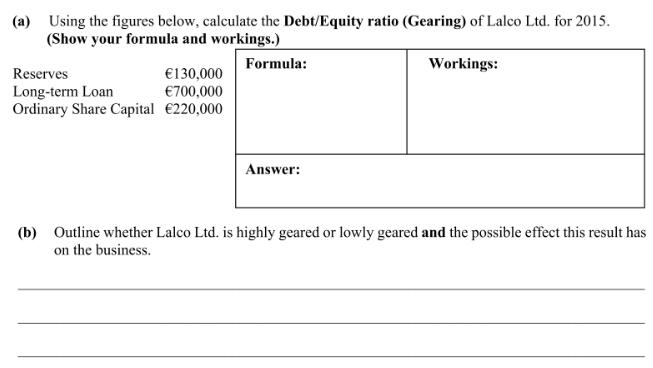 (a) Using the figures below, calculate the Debt/Equity ratio (Gearing) of Lalco Ltd. for 2015.
(Show your formula and workings.)
Reserves €130,000
Long-term Loan €700,000
Ordinary Share Capital €220,000
Formula:
Workings:
Answer:
(b) Outline whether Lalco Ltd. is highly geared or lowly geared and the possible effect this result has
on the business.